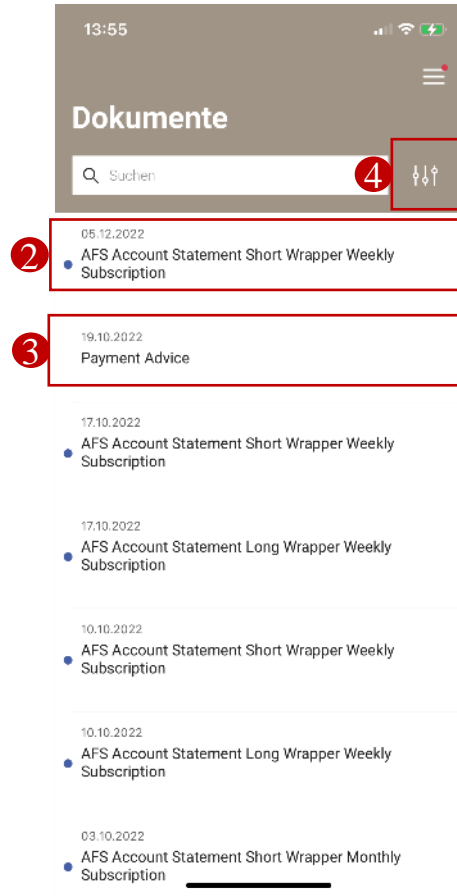 13:55
Dokumente
Suchen
4
05.12.2022
2
AFS Account Statement Short Wrapper Weekly
Subscription
19.10.2022
3
Payment Advice
17.10.2022
AFS Account Statement Short Wrapper Weekly
Subscription
17.10.2022
AFS Account Statement Long Wrapper Weekly
Subscription
10.10.2022
AFS Account Statement Short Wrapper Weekly
Subscription
10.10.2022
AFS Account Statement Long Wrapper Weekly
Subscription
03.10.2022
AFS Account Statement Short Wrapper Monthly
Subscription